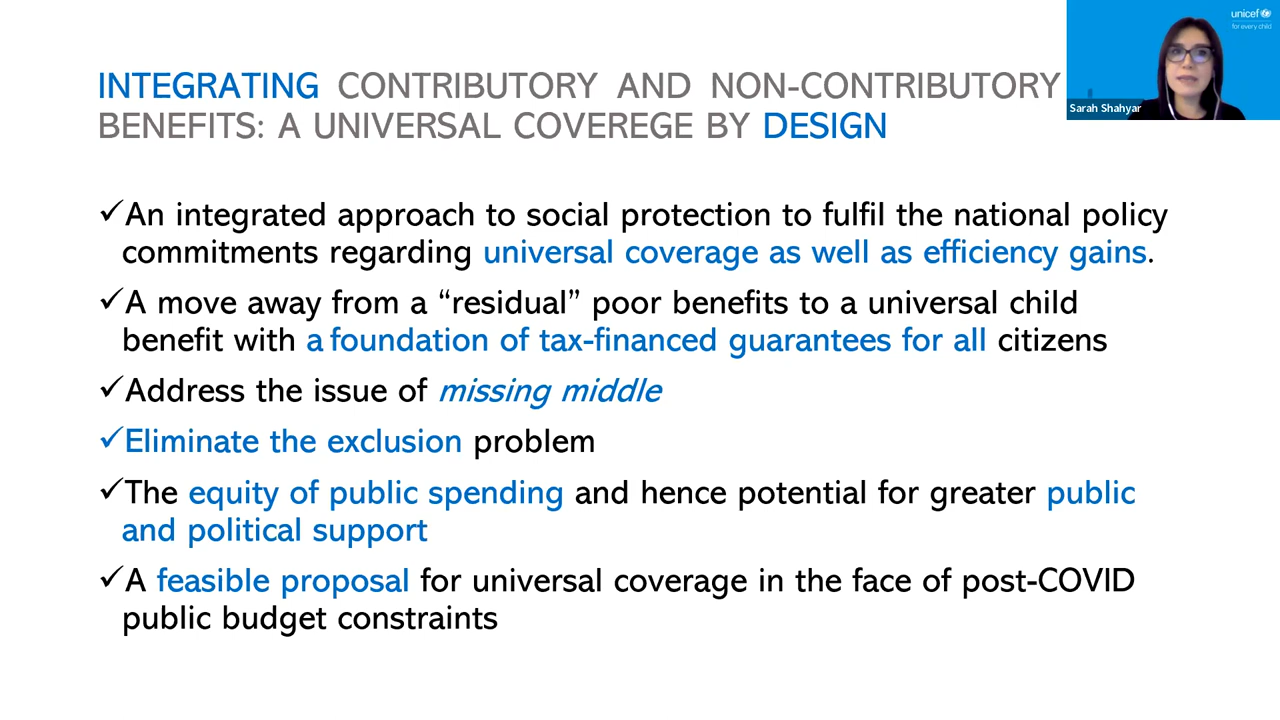 unicef
for every child
Sarah Shahyar
INTEGRATING CONTRIBUTORY AND NON-CONTRIBUTORY
BENEFITS: A UNIVERSAL COVEREGE BY DESIGN
✓An integrated approach to social protection to fulfil the national policy
commitments regarding universal coverage as well as efficiency gains.
✓A move away from a “residual” poor benefits to a universal child
benefit with a foundation of tax-financed guarantees for all citizens
✓Address the issue of missing middle
✓Eliminate the exclusion problem
✓The equity of public spending and hence potential for greater public
and political support
✓A feasible proposal for universal coverage in the face of post-COVID
public budget constraints